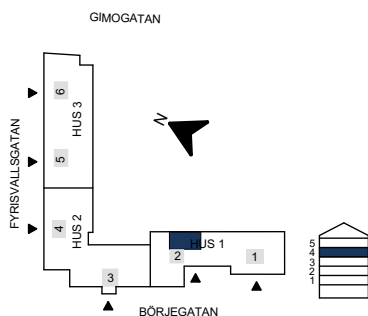 GIMOGATAN
N
FYRISVALLSGATAN
6
HUS 3
5
4
HUS 2
3
HUS 1
2
1
BÖRJEGATAN
5
4
3
2
1